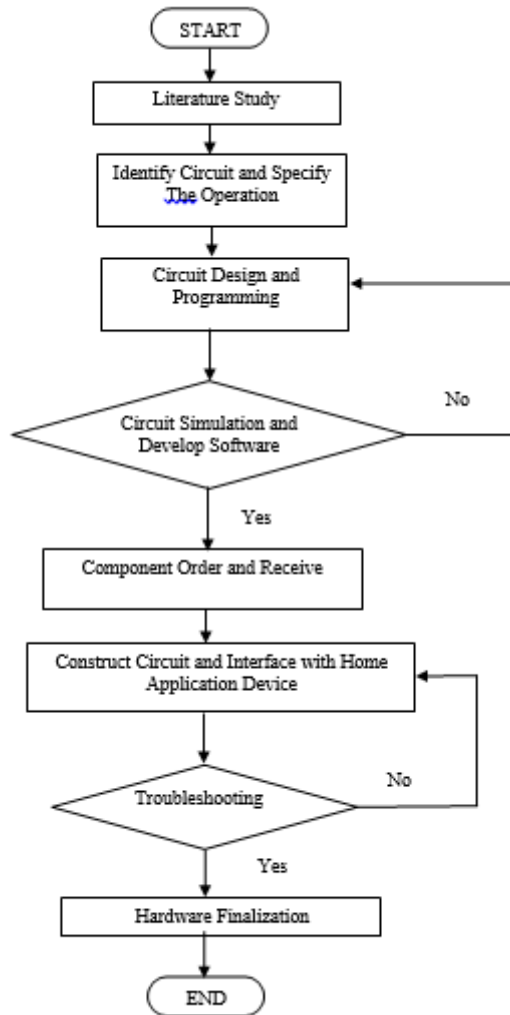 START
Literature Study
Identify Circuit and Specify
The Operation
Circuit Design and
Programming
No
Circuit Simulation and
Develop Software
Yes
Component Order and Receive
Construct Circuit and Interface with Home
Application Device
No
Troubleshooting
Yes
Hardware Finalization
END